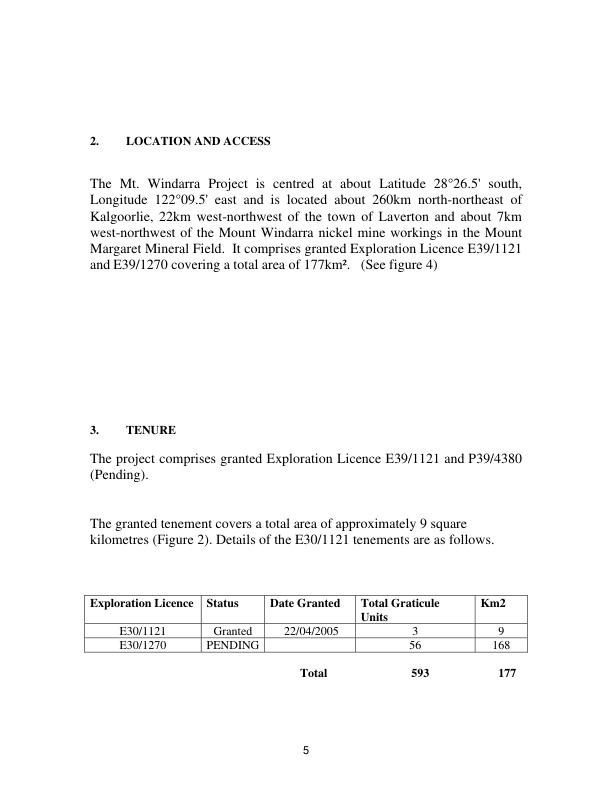 2. LOCATION AND ACCESS
The Mt. Windarra Project is centred at about Latitude 28°26.5' south,
Longitude 122°09.5' east and is located about 260km north-northeast of
Kalgoorlie, 22km west-northwest of the town of Laverton and about 7km
west-northwest of the Mount Windarra nickel mine workings in the Mount
Margaret Mineral Field. It comprises granted Exploration Licence E39/1121
and E39/1270 covering a total area of 177km². (See figure 4)
3. TENURE
The project comprises granted Exploration Licence E39/1121 and P39/4380
(Pending).
The granted tenement covers a total area of approximately 9 square
kilometres (Figure 2). Details of the E30/1121 tenements are as follows.
Exploration Licence Status Date Granted Total Graticule Units Km2
E30/1121 Granted 22/04/2005 3 9
E30/1270 PENDING 56 168
Total 593 177
5